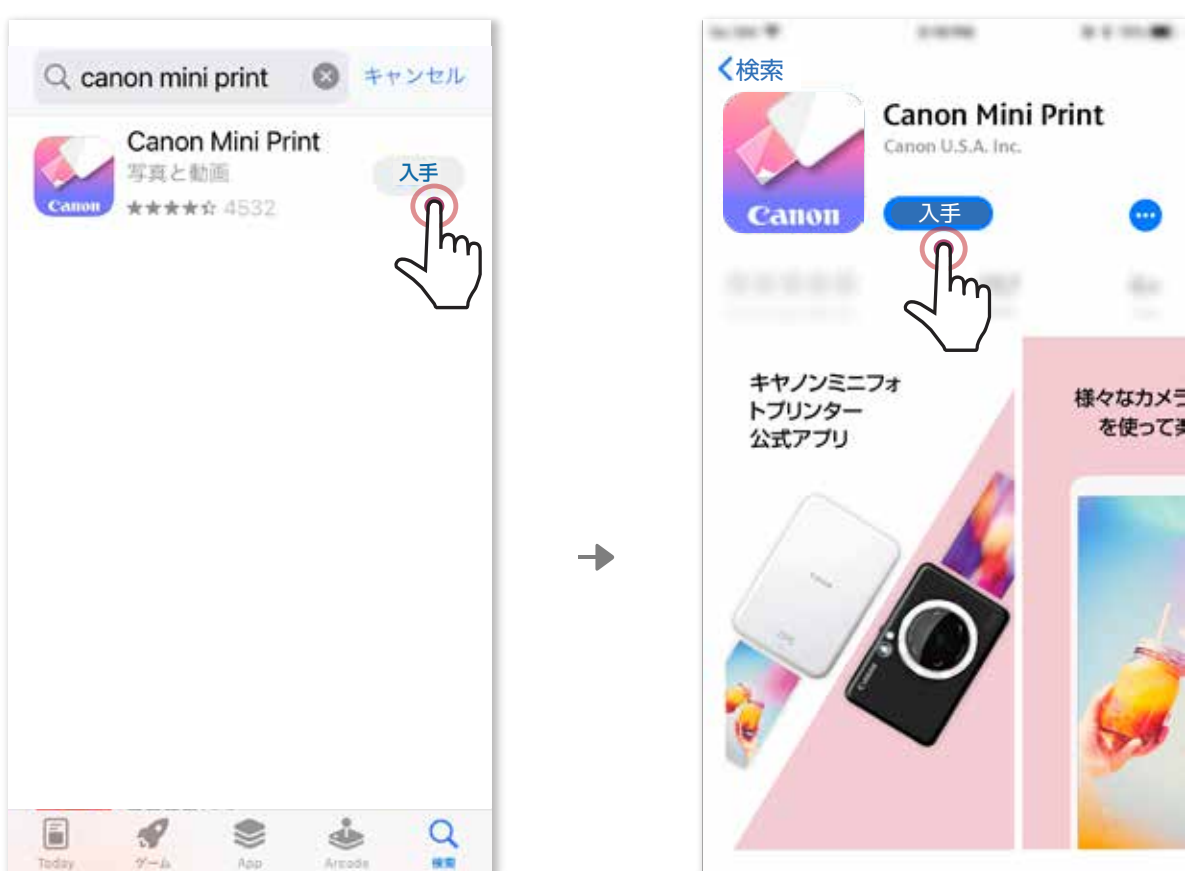 canon mini print
キャンセル
Canon Mini Print
写真と動画
入手
Canon
4532
Today
ゲーム
App
Arcade
検索
検索
Canon Mini Print
Canon U.S.A. Inc.
Canon
入手
キヤノンミニフォ
トプリンター
公式アプリ
様々なカメラ
を使って楽
Canon